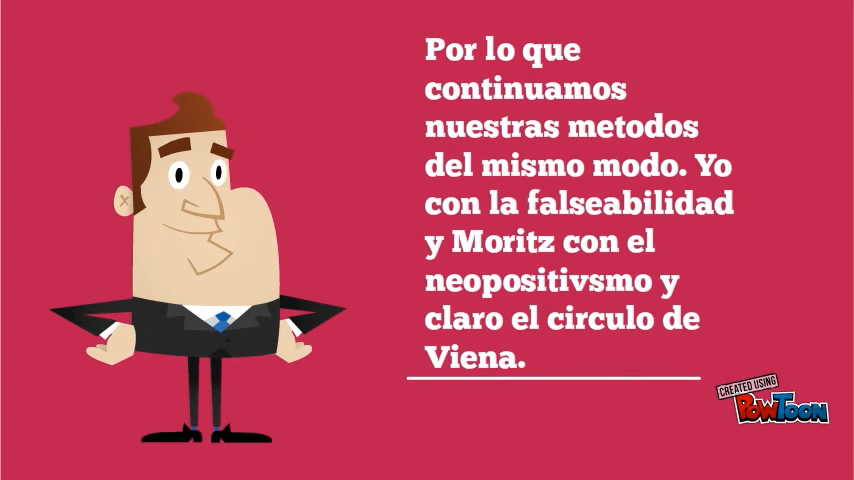 Por lo que
continuamos
nuestras metodos
del mismo modo. Yo
con la falseabilidad
y Moritz con el
neopositivsmo y
claro el circulo de
Viena.
CREATED USING
POWTOON